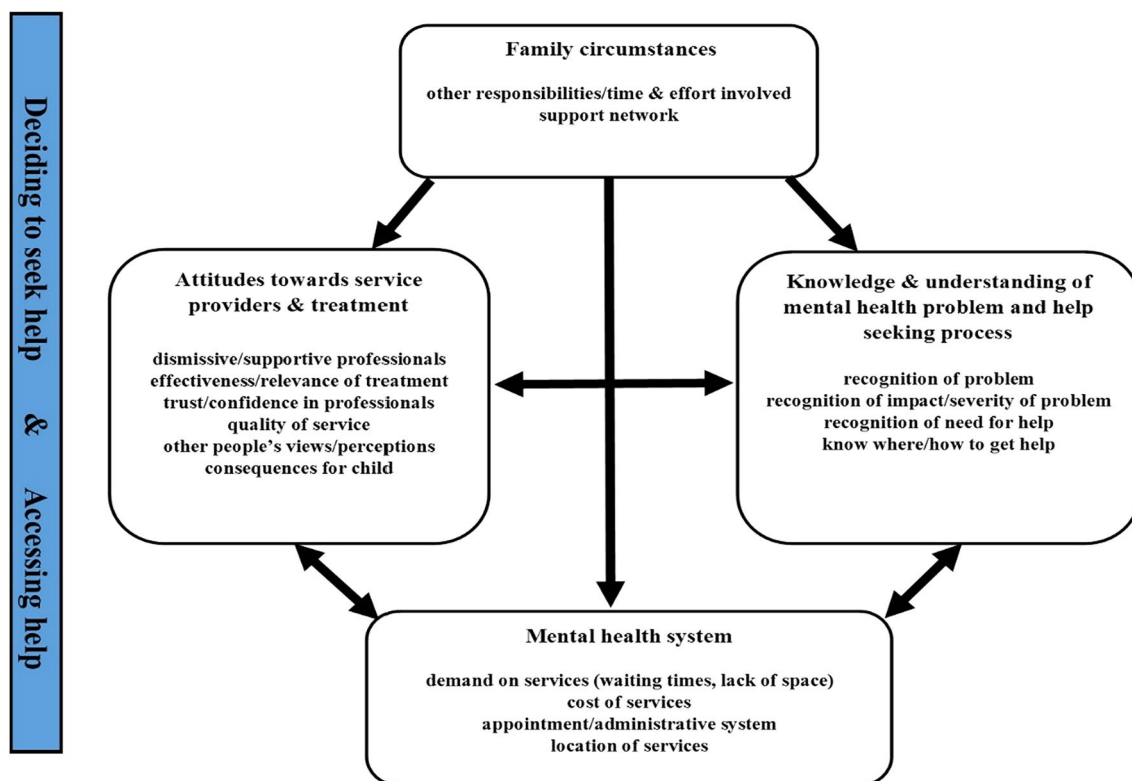 Deciding to seek help & Accessing help
Family circumstances
other responsibilities/time & effort involved
support network
Attitudes towards service
providers & treatment
dismissive/supportive professionals
effectiveness/relevance of treatment
trust/confidence in professionals
quality of service
other people's views/perceptions
consequences for child
Knowledge & understanding of
mental health problem and help
seeking process
recognition of problem
recognition of impact/severity of problem
recognition of need for help
know where/how to get help
Mental health system
demand on services (waiting times, lack of space)
cost of services
appointment/administrative system
location of services